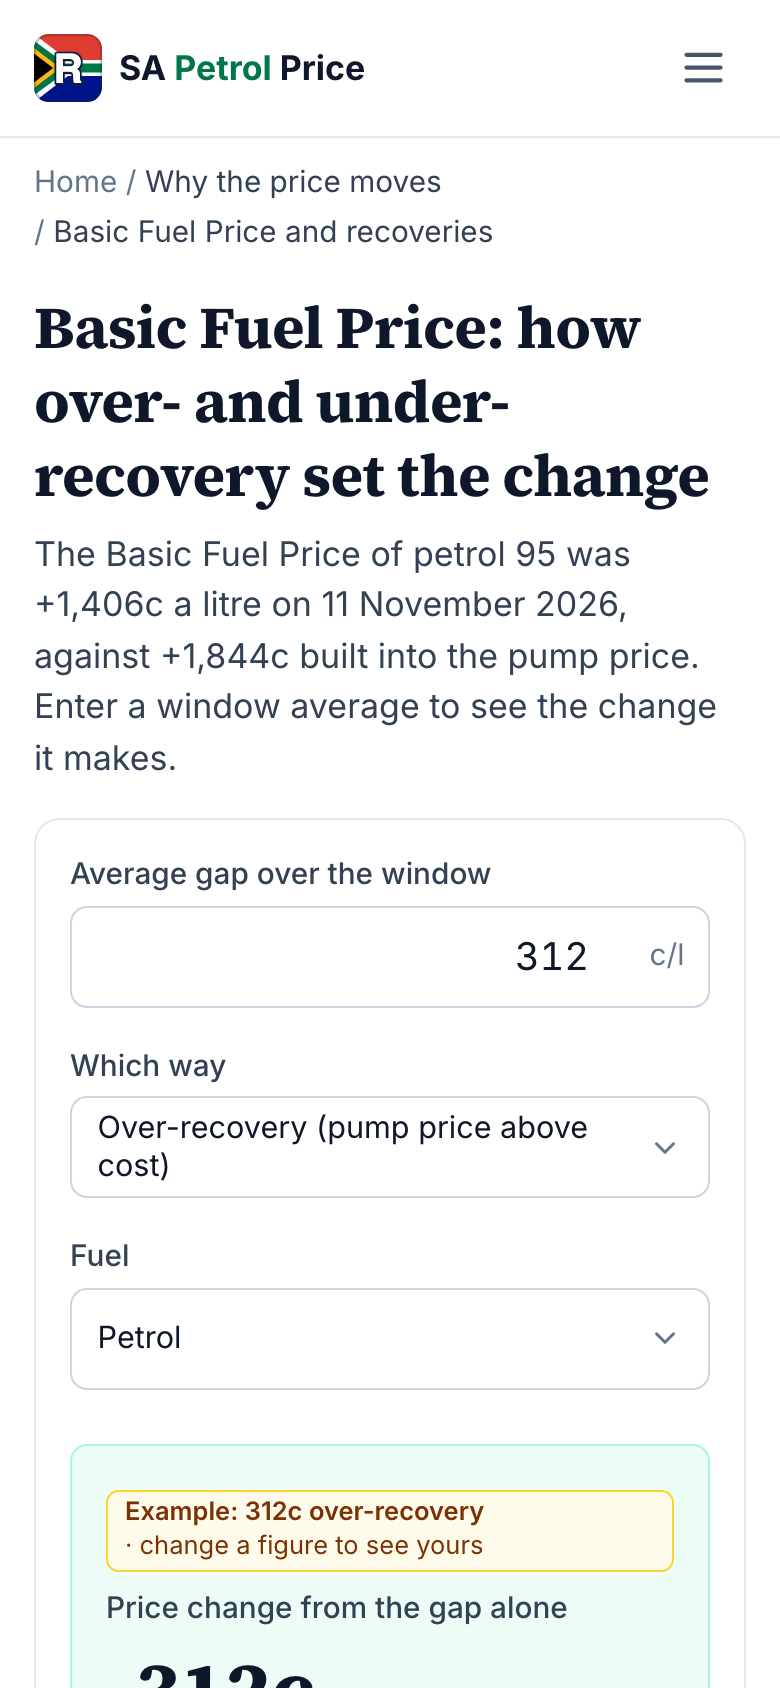 R
SA Petrol Price
Home / Why the price moves
/ Basic Fuel Price and recoveries
Basic Fuel Price: how
over- and under-
recovery set the change
The Basic Fuel Price of petrol 95 was
+1,406c a litre on 11 November 2026,
against +1,844c built into the pump price.
Enter a window average to see the change
it makes.
Average gap over the window
312 c/l
Which way
Over-recovery (pump price above
cost)
Fuel
Petrol
Example: 312c over-recovery
· change a figure to see yours
Price change from the gap alone
312c